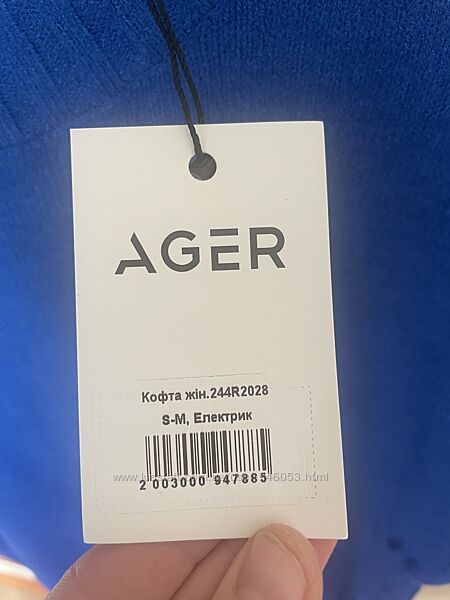 AGER
Кофта жін.244R2028
S-M, Електрик
2 003000 947885